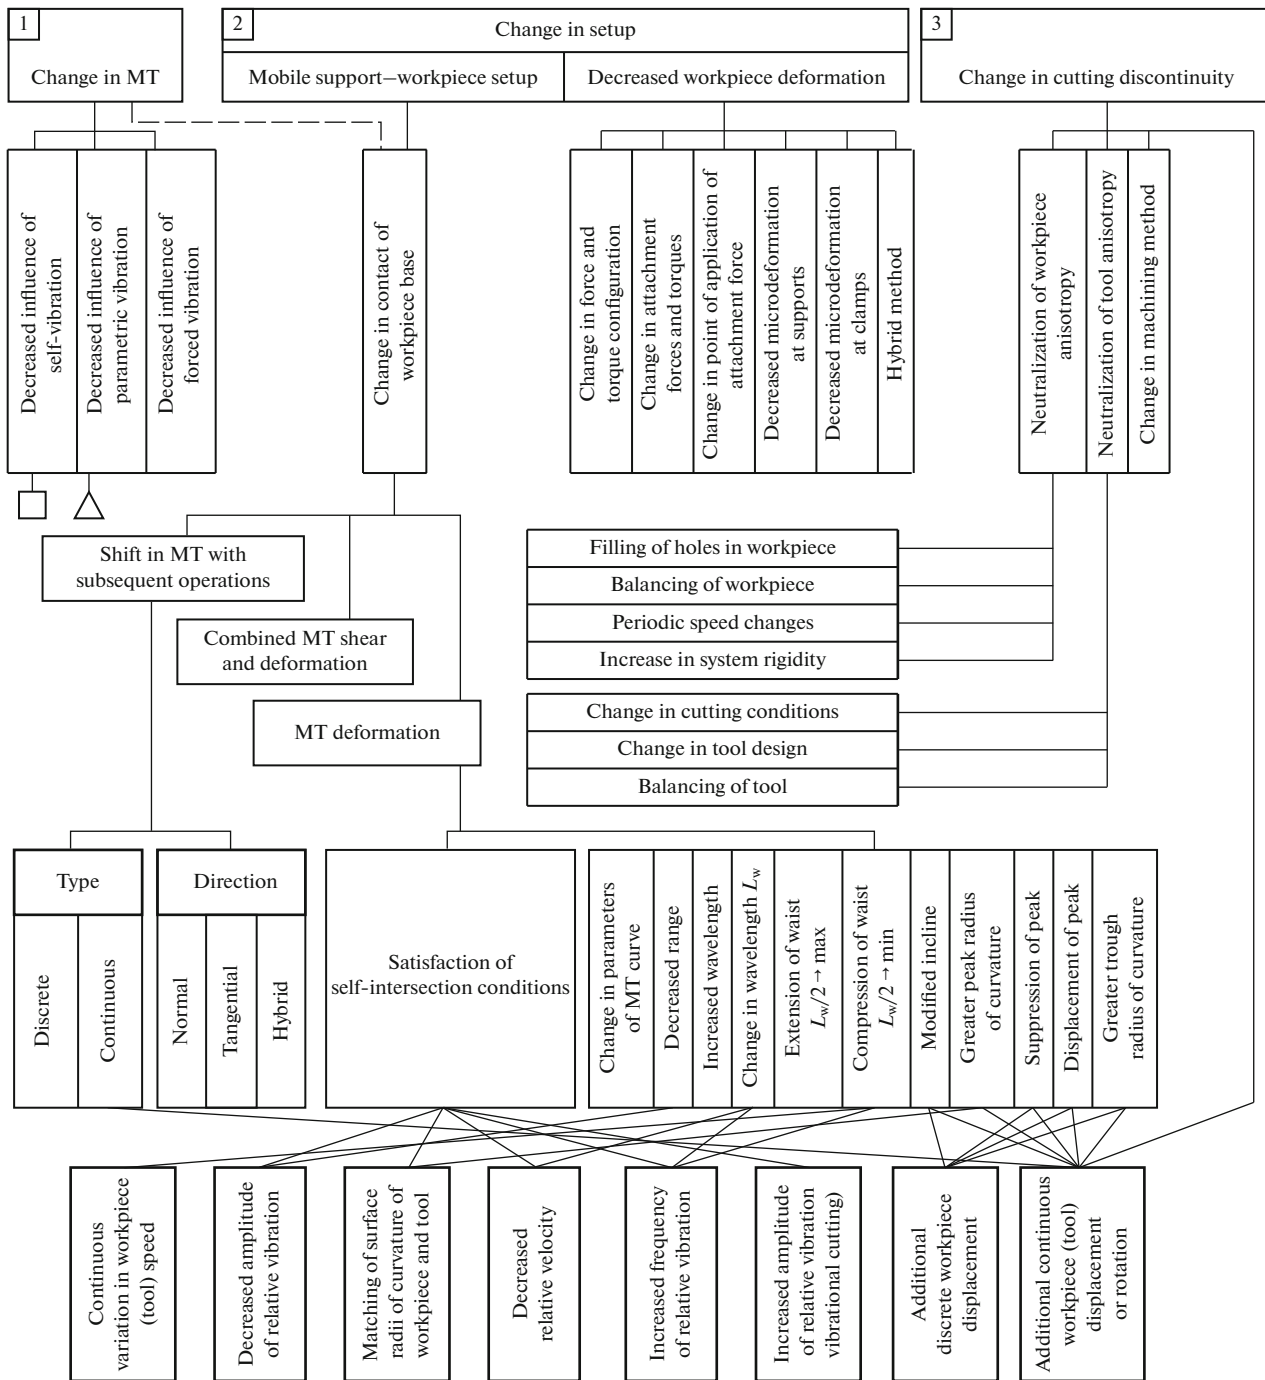 1
Change in MT
2
Change in setup
Mobile support–workpiece setup
Decreased workpiece deformation
3
Change in cutting discontinuity
Decreased influence of
self-vibration
Decreased influence of
parametric vibration
Decreased influence of
forced vibration
Change in contact of
workpiece base
Change in force and
torque configuration
Change in attachment
forces and torques
Change in point of application of
attachment force
Decreased microdeformation
at supports
Decreased microdeformation
at clamps
Hybrid method
Neutralization of workpiece
anisotropy
Neutralization of tool anisotropy
Change in machining method
Shift in MT with
subsequent operations
Combined MT shear
and deformation
MT deformation
Filling of holes in workpiece
Balancing of workpiece
Periodic speed changes
Increase in system rigidity
Change in cutting conditions
Change in tool design
Balancing of tool
Type
Discrete
Continuous
Direction
Normal
Tangential
Hybrid
Satisfaction of
self-intersection conditions
Change in parameters
of MT curve
Decreased range
Increased wavelength
Change in wavelength Lw
Extension of waist
Lw/2 → max
Compression of waist
Lw/2 → min
Modified incline
Greater peak radius
of curvature
Suppression of peak
Displacement of peak
Greater trough
radius of curvature
Continuous
variation in workpiece
(tool) speed
Decreased amplitude
of relative vibration
Matching of surface
radii of curvature of
workpiece and tool
Decreased
relative velocity
Increased frequency
of relative vibration
Increased amplitude
of relative vibration
vibrational cutting)
Additional
discrete workpiece
displacement
Additional continuous
workpiece (tool)
displacement
or rotation